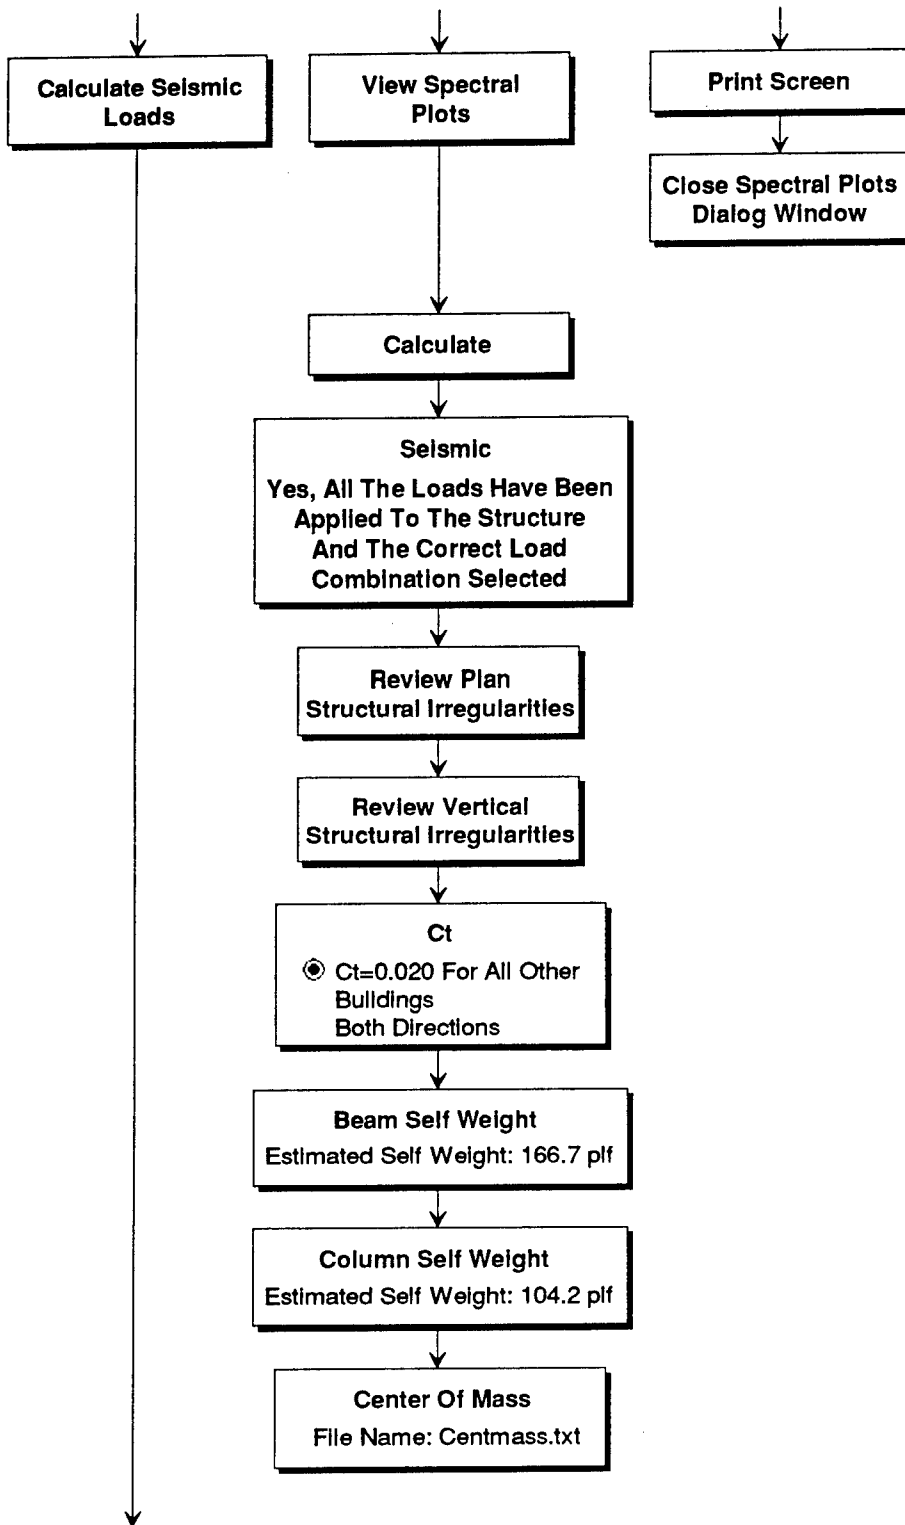 Calculate Seismic
Loads
View Spectral
Plots
Print Screen
Close Spectral Plots
Dialog Window
Calculate
Seismic
Yes, All The Loads Have Been
Applied To The Structure
And The Correct Load
Combination Selected
Review Plan
Structural Irregularities
Review Vertical
Structural Irregularities
Ct
Ct=0.020 For All Other
Buildings
Both Directions
Beam Self Weight
Estimated Self Weight: 166.7 plf
Column Self Weight
Estimated Self Weight: 104.2 plf
Center Of Mass
File Name: Centmass.txt